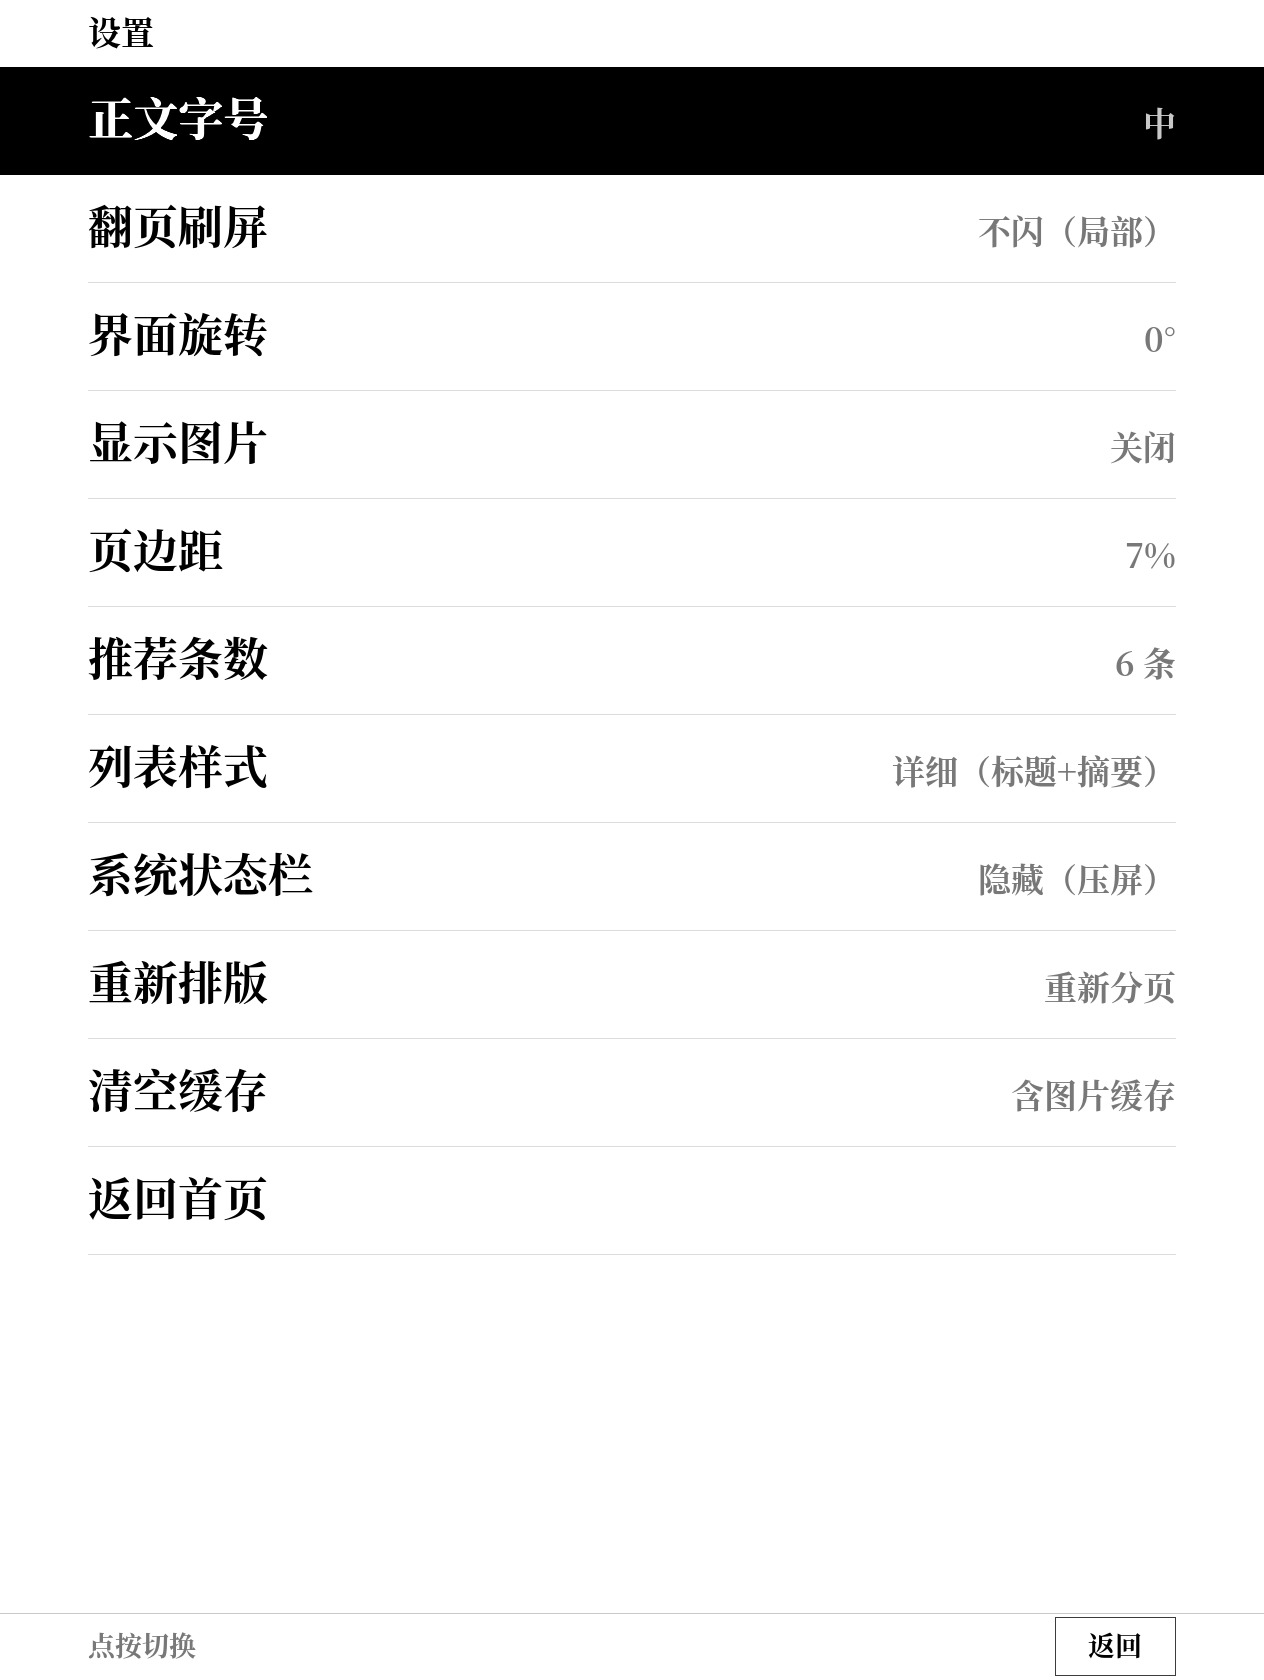 设置
正文字号 中
翻页刷屏 不闪（局部）
界面旋转 0°
显示图片 关闭
页边距 7%
推荐条数 6 条
列表样式 详细（标题+摘要）
系统状态栏 隐藏（压屏）
重新排版 重新分页
清空缓存 含图片缓存
返回首页
点按切换 返回